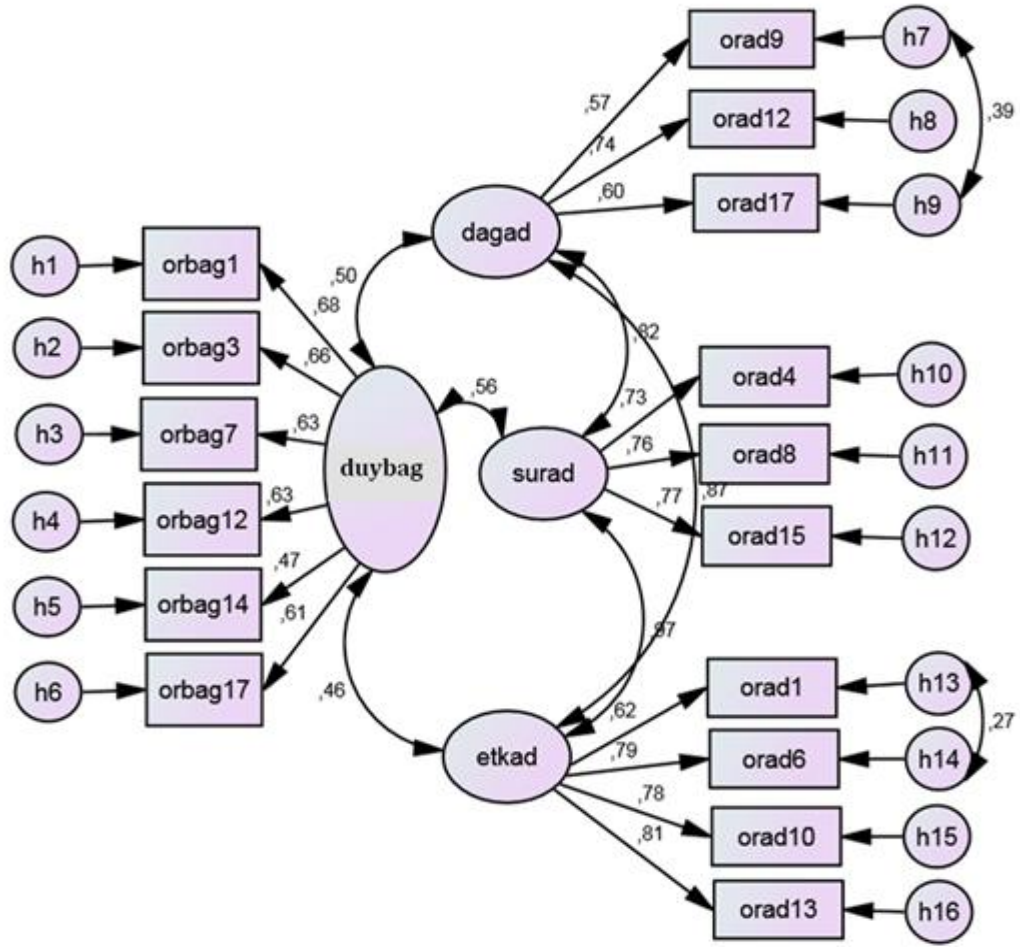 orad9
h7
,57
orad12
h8
,39
,74
orad17
h9
,60
dagad
h1
orbag1
,50
,68
h2
orbag3
,66
,82
orad4
h10
,56
,73
h3
orbag7
,63
duybag
surad
,76
orad8
h11
,77
,87
h4
orbag12
,63
orad15
h12
h5
orbag14
,47
,61
,97
h6
orbag17
,46
orad1
h13
,62
,27
etkad
,79
orad6
h14
,78
orad10
h15
,81
orad13
h16